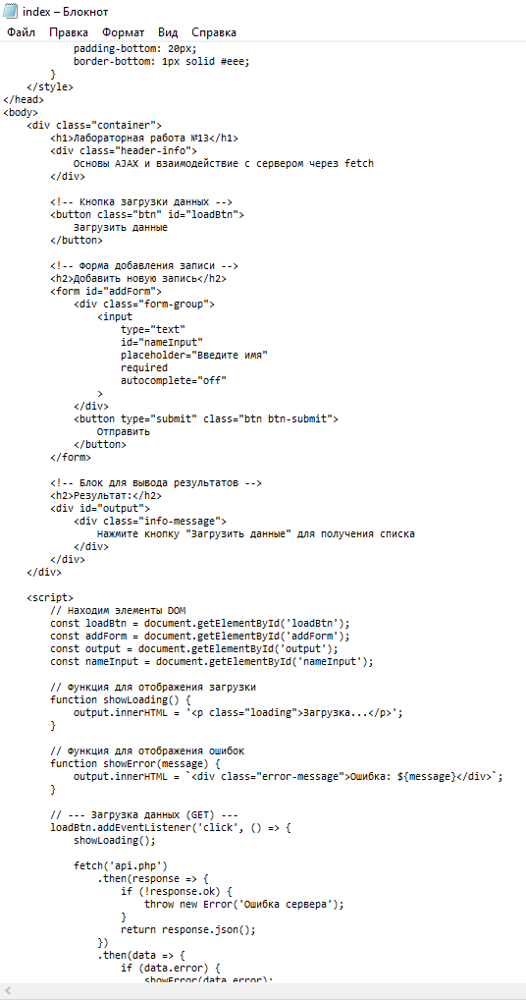 index – Блокнот
Файл Правка Формат Вид Справка
            padding-bottom: 20px;
            border-bottom: 1px solid #eee;
        }
    </style>
</head>
<body>
    <div class="container">
        <h1>Лабораторная работа №13</h1>
        <div class="header-info">
            Основы AJAX и взаимодействие с сервером через fetch
        </div>

        <!-- Кнопка загрузки данных -->
        <button class="btn" id="loadBtn">
            Загрузить данные
        </button>

        <!-- Форма добавления записи -->
        <h2>Добавить новую запись</h2>
        <form id="addForm">
            <div class="form-group">
                <input
                    type="text"
                    id="nameInput"
                    placeholder="Введите имя"
                    required
                    autocomplete="off"
                >
            </div>
            <button type="submit" class="btn btn-submit">
                Отправить
            </button>
        </form>

        <!-- Блок для вывода результатов -->
        <h2>Результат:</h2>
        <div id="output">
            <div class="info-message">
                Нажмите кнопку "Загрузить данные" для получения списка
            </div>
        </div>
    </div>

    <script>
        // Находим элементы DOM
        const loadBtn = document.getElementById('loadBtn');
        const addForm = document.getElementById('addForm');
        const output = document.getElementById('output');
        const nameInput = document.getElementById('nameInput');

        // Функция для отображения загрузки
        function showLoading() {
            output.innerHTML = '<p class="loading">Загрузка...</p>';
        }

        // Функция для отображения ошибок
        function showError(message) {
            output.innerHTML = `<div class="error-message">Ошибка: ${message}</div>`;
        }

        // --- Загрузка данных (GET) ---
        loadBtn.addEventListener('click', () => {
            showLoading();

            fetch('api.php')
                .then(response => {
                    if (!response.ok) {
                        throw new Error('Ошибка сервера');
                    }
                    return response.json();
                })
                .then(data => {
                    if (data.error) {
                        showError(data.error);